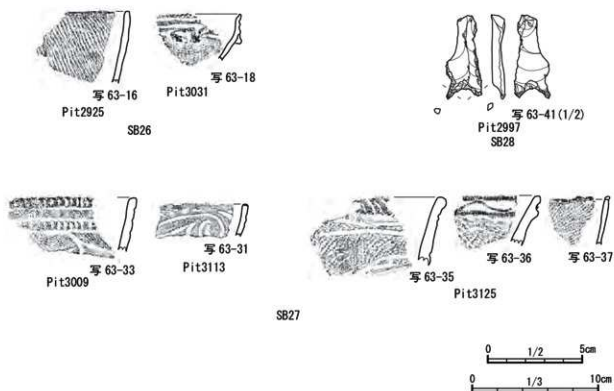 写 63-16
Pit2925
写 63-18
Pit3031
SB26
写 63-41(1/2)
Pit2997
SB28
写 63-33
Pit3009
写 63-31
Pit3113
写 63-35
写 63-36
写 63-37
Pit3125
SB27
0 1/2 5cm
0 1/3 10cm